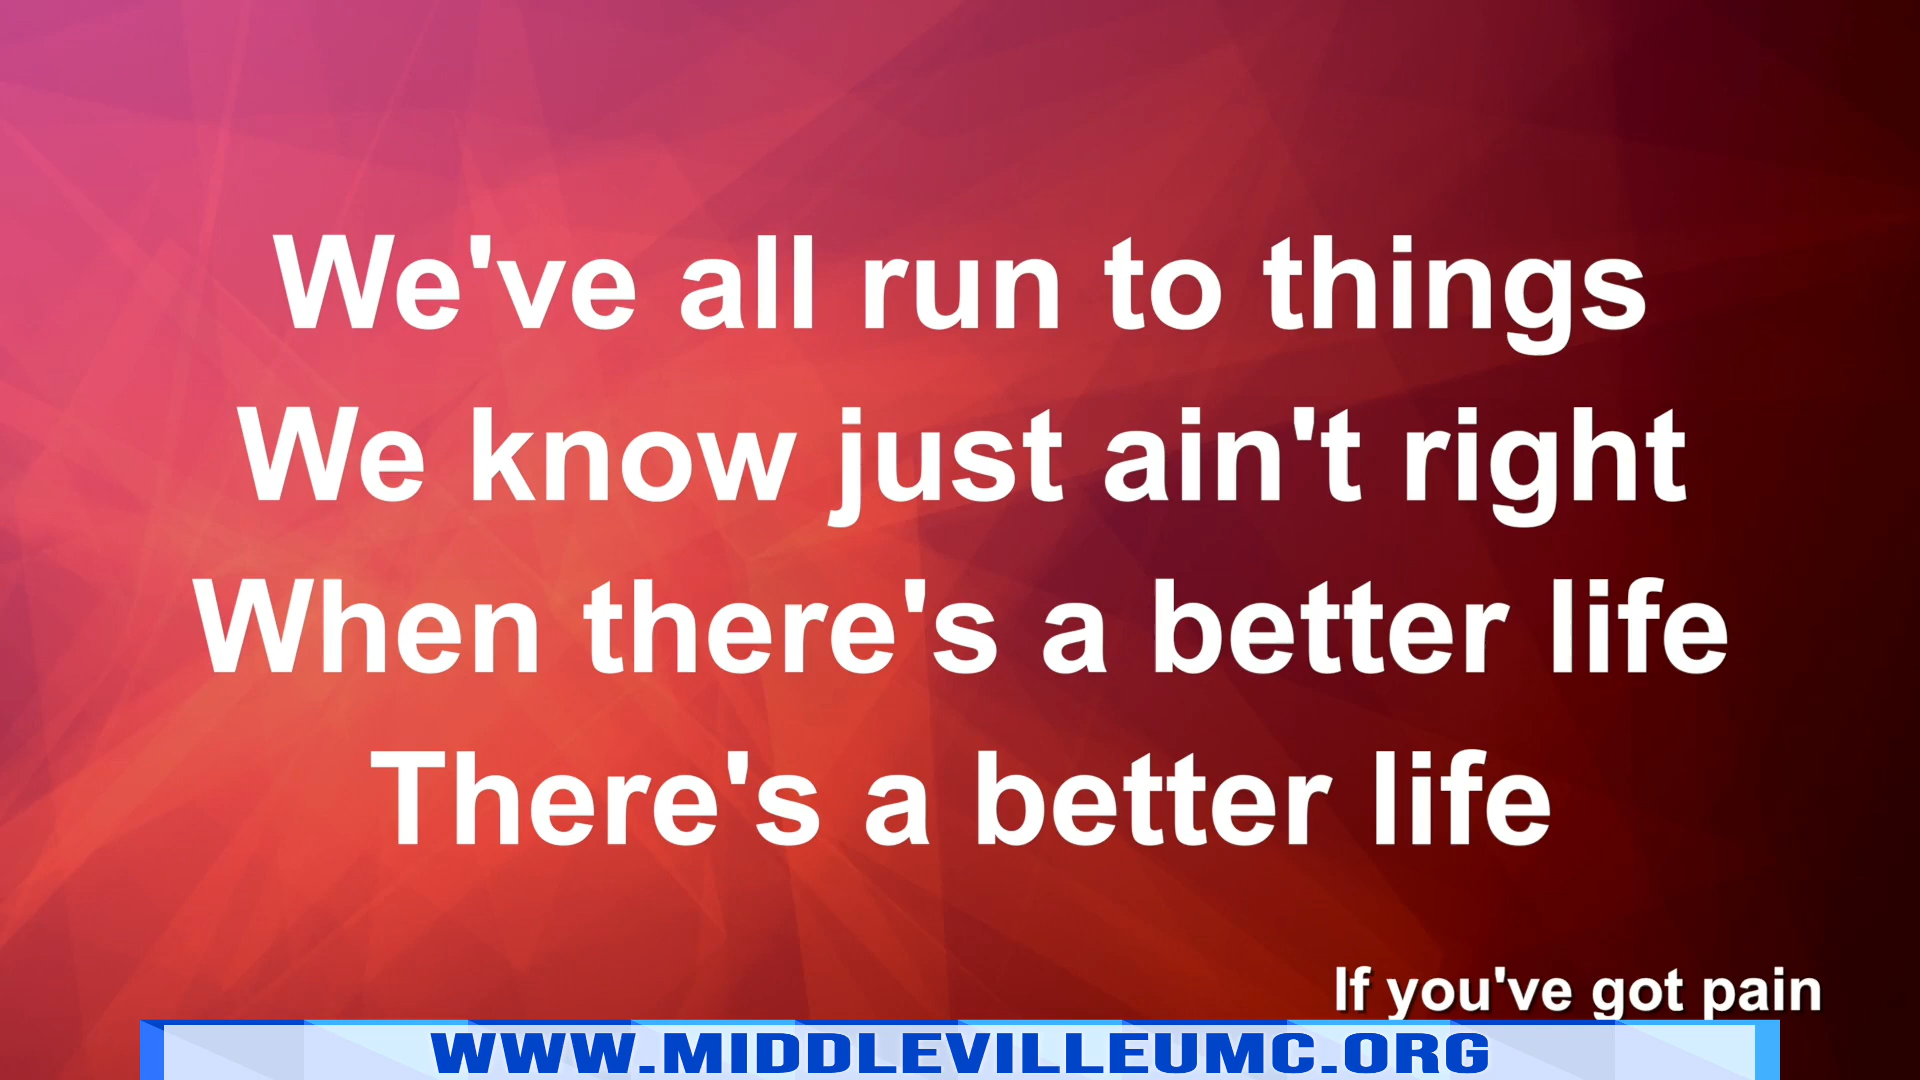 We've all run to things
We know just ain't right
When there's a better life
There's a better life
If you've got pain
WWW.MIDDLEVILLEUMC.ORG